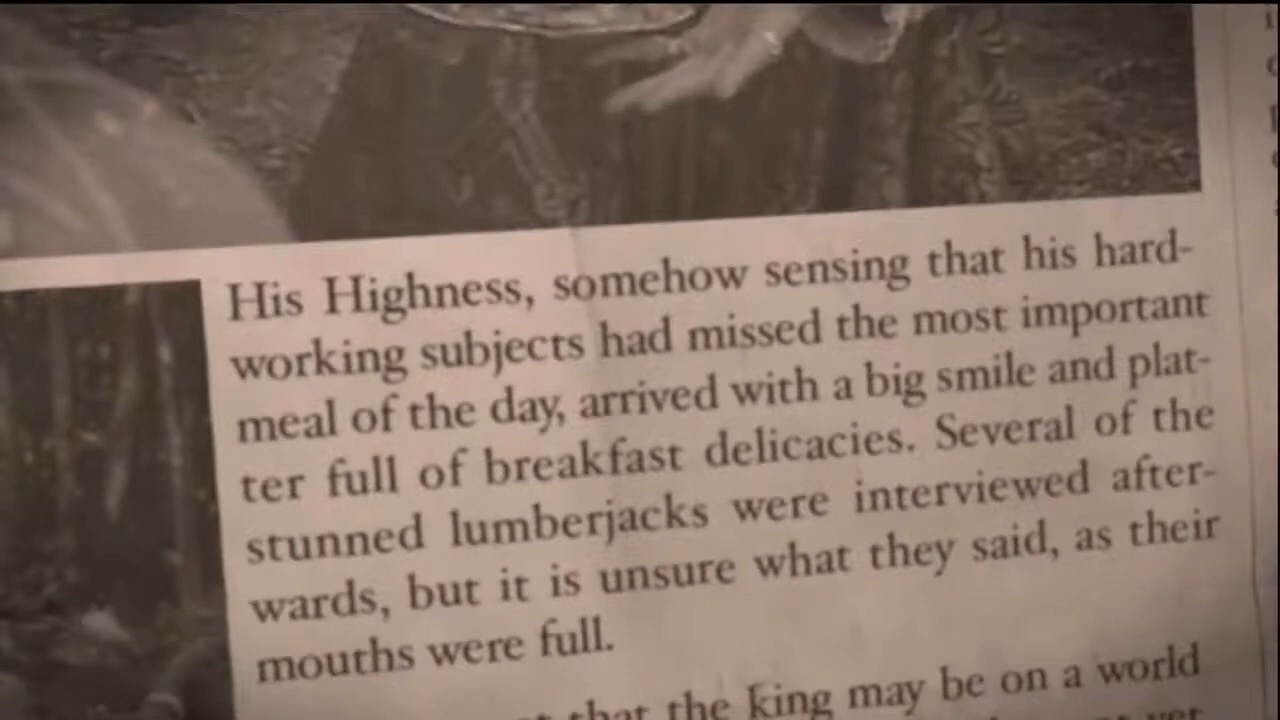 His Highness, somehow sensing that his hard-
working subjects had missed the most important
meal of the day, arrived with a big smile and plat-
ter full of breakfast delicacies. Several of the
stunned lumberjacks were interviewed after-
wards, but it is unsure what they said, as their
mouths were full.
that the king may be on a world